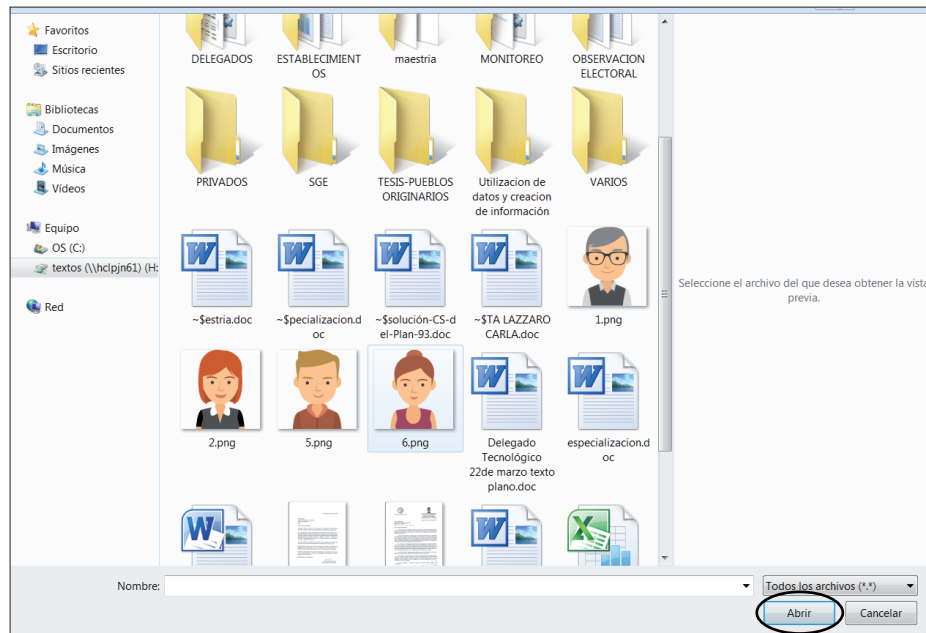 Favoritos
Escritorio
Sitios recientes
Bibliotecas
Documentos
Imágenes
Música
Vídeos
Equipo
OS (C:)
textos (\\hclpjn61) (H:
Red
DELEGADOS
ESTABLECIMIENT
OS
maestria
MONITOREO
OBSERVACION
ELECTORAL
PRIVADOS
SGE
TESIS-PUEBLOS
ORIGINARIOS
Utilizacion de
datos y creacion
de información
VARIOS
~$estria.doc
~$pecializacion.d
oc
~$solución-CS-d
el-Plan-93.doc
~$TA LAZZARO
CARLA.doc
1.png
2.png
5.png
6.png
Delegado
Tecnológico
22de marzo texto
plano.doc
especializacion.d
oc
Seleccione el archivo del que desea obtener la vista
previa.
Nombre:
Todos los archivos (*.*)
Abrir
Cancelar